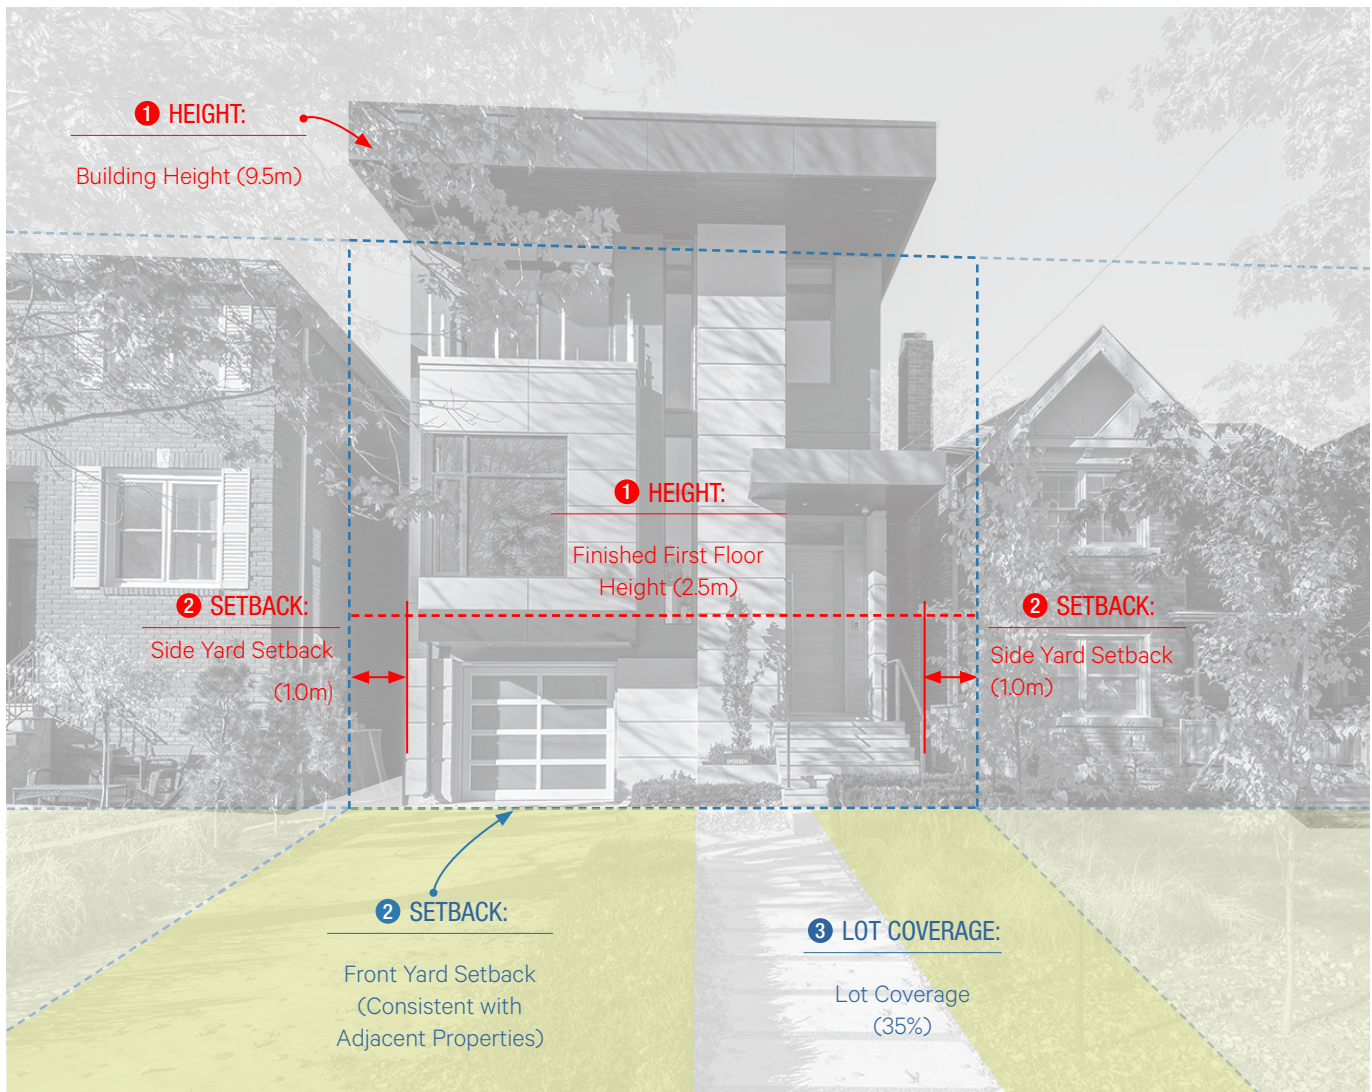 1 HEIGHT:
Building Height (9.5m)
1 HEIGHT:
Finished First Floor
Height (2.5m)
2 SETBACK:
Side Yard Setback
(1.0m)
2 SETBACK:
Side Yard Setback
(1.0m)
2 SETBACK:
Front Yard Setback
(Consistent with
Adjacent Properties)
3 LOT COVERAGE:
Lot Coverage
(35%)